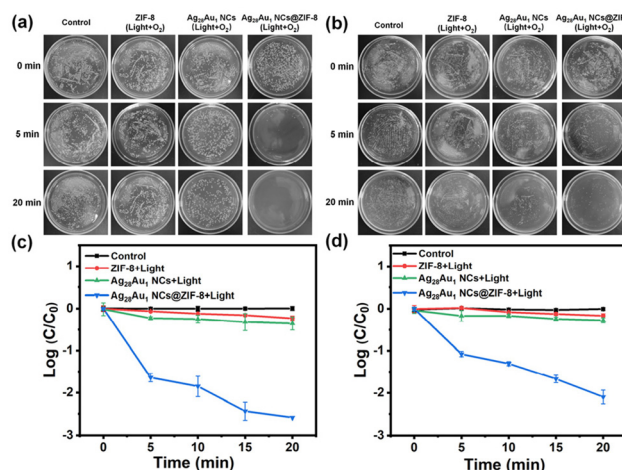 (a)
Control
ZIF-8
(Light+O₂)
Ag₂₈Au₁ NCs
(Light+O₂)
Ag₂₈Au₁ NCs@ZIF-8
(Light+O₂)
0 min
5 min
20 min
(b)
Control
ZIF-8
(Light+O₂)
Ag₂₈Au₁ NCs
(Light+O₂)
Ag₂₈Au₁ NCs@ZIF-8
(Light+O₂)
0 min
5 min
20 min
(c)
Control
ZIF-8+Light
Ag₂₈Au₁ NCs+Light
Ag₂₈Au₁ NCs@ZIF-8+Light
Log (C/C₀)
1
0
-1
-2
-3
0
5
10
15
20
Time (min)
(d)
Control
ZIF-8+Light
Ag₂₈Au₁ NCs+Light
Ag₂₈Au₁ NCs@ZIF-8+Light
Log (C/C₀)
1
0
-1
-2
-3
0
5
10
15
20
Time (min)